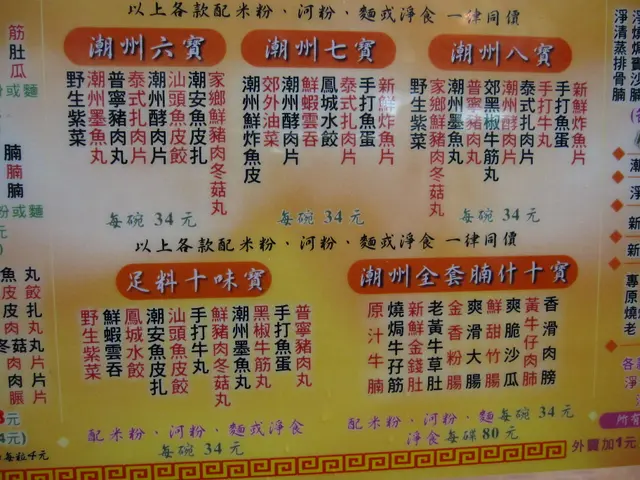 以上各款配米粉、河粉、麵或淨食 一律同價
潮州六寶
家鄉鮮豬肉冬菇丸
潮安魚皮扎
汕頭魚皮餃
潮州酵肉片
泰式扎肉片
普寧豬肉丸
潮州墨魚丸
野生紫菜
每碗 34 元
潮州七寶
新鮮炸魚片
手打魚蛋
泰式扎肉片
鳳城水餃
鮮蝦雲吞
潮州酵肉片
郊外油菜
潮州鮮炸魚皮
每碗 34 元
潮州八寶
新鮮炸魚片
手打魚蛋
手打牛丸
泰式扎肉片
潮州酵肉片
郊黑椒牛筋丸
普寧豬肉丸
潮州墨魚丸
家鄉鮮豬肉冬菇丸
野生紫菜
每碗 34 元
以上各款配米粉、河粉、麵或淨食 一律同價
足料十味寶
普寧豬肉丸
手打魚蛋
黑椒牛筋丸
潮州墨魚丸
鮮豬肉冬菇丸
手打牛丸
汕頭魚皮餃
潮安魚皮扎
鳳城水餃
鮮蝦雲吞
野生紫菜
配米粉、河粉、麵或淨食
每碗 34 元
潮州全套腩什十寶
香滑肉膀
黃牛仔肉肺
爽脆沙瓜
鮮甜竹腸
爽滑大腸
金香粉腸
老黃牛草肚
新鮮金錢肚
燒焗牛孖筋
原汁牛腩
配米粉、河粉、麵每碗 34 元
淨食每碟 80 元
外賣加1元